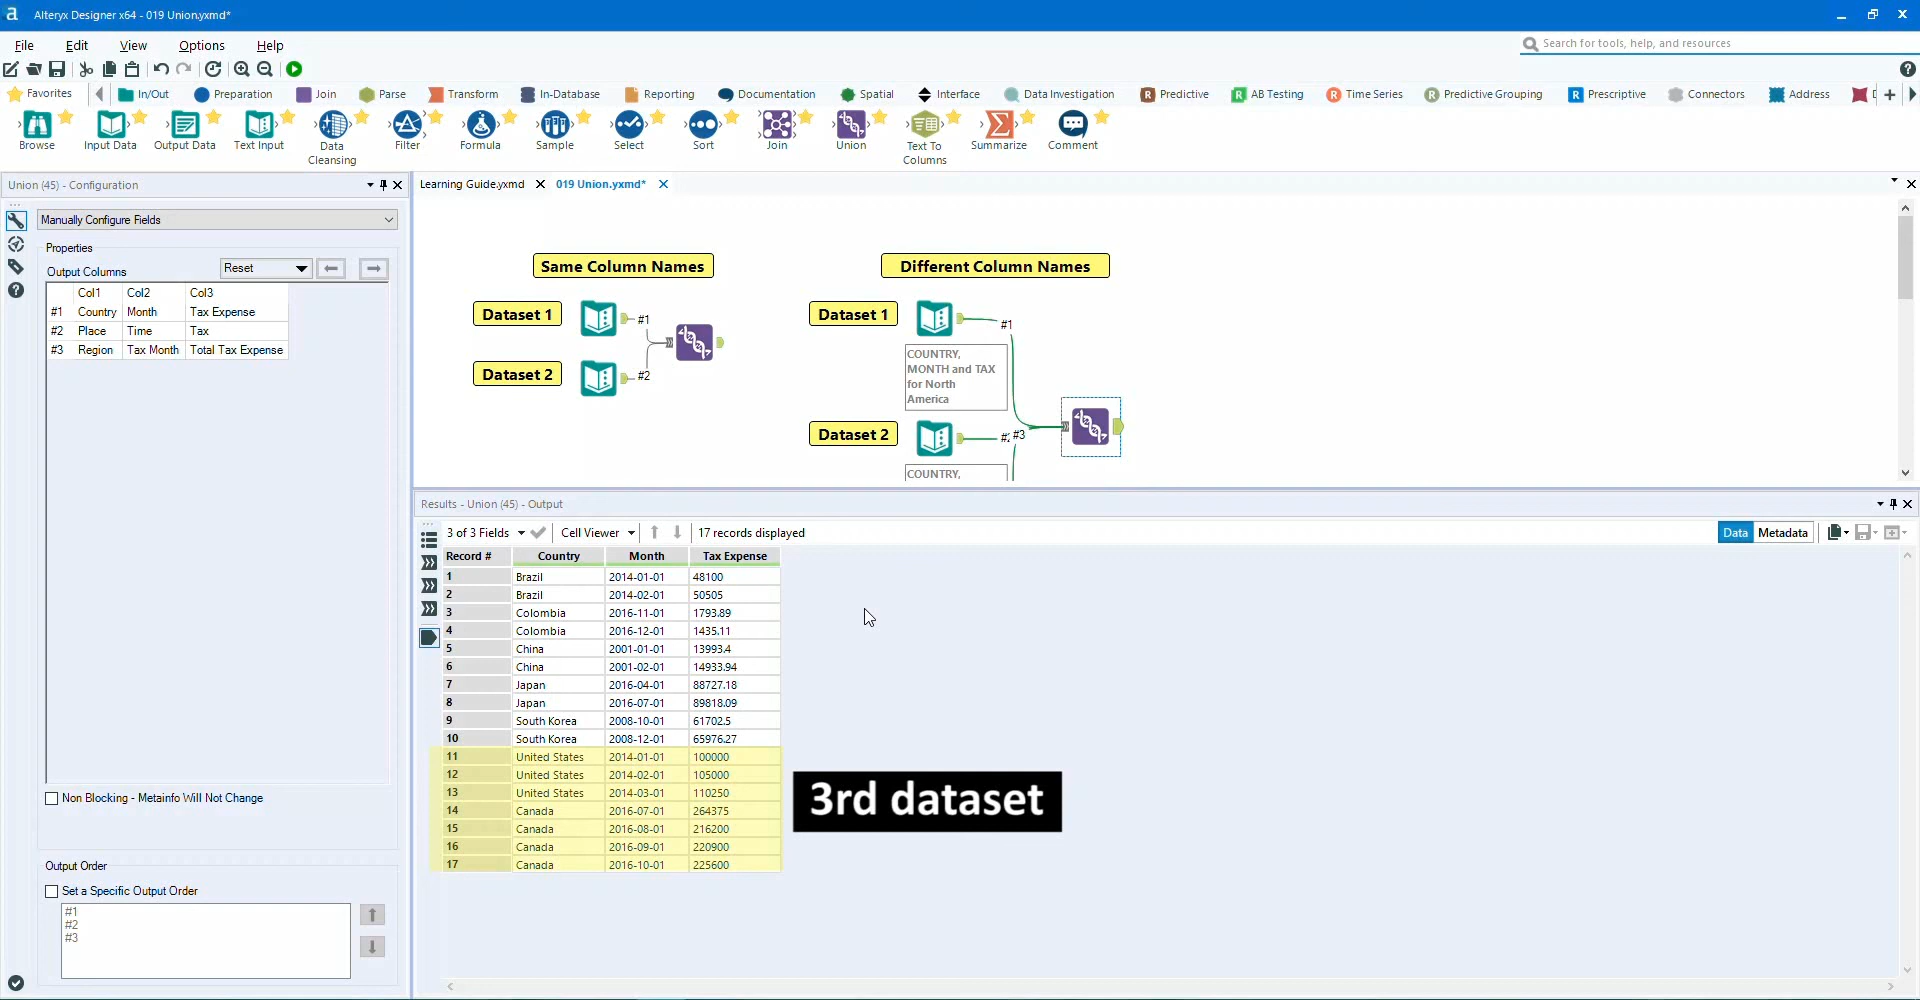 Alteryx Designer x64 - 019 Union.yxmd*
File Edit View Options Help
Search for tools, help, and resources
Favorites In/Out Preparation Join Parse Transform In-Database Reporting Documentation Spatial Interface Data Investigation Predictive AB Testing Time Series Predictive Grouping Prescriptive Connectors Address
Browse Input Data Output Data Text Input Data Cleansing Filter Formula Sample Select Sort Join Union Text To Columns Summarize Comment
Union (45) - Configuration
Learning Guide.yxmd 019 Union.yxmd*
Manually Configure Fields
Properties
Output Columns Reset
Col1 Col2 Col3
#1 Country Month Tax Expense
#2 Place Time Tax
#3 Region Tax Month Total Tax Expense
Non Blocking - Metainfo Will Not Change
Output Order
Set a Specific Output Order
#1
#2
#3
Same Column Names
Dataset 1
#1
Dataset 2
#2
Different Column Names
Dataset 1
#1
COUNTRY,
MONTH and TAX
for North
America
Dataset 2
#3
COUNTRY,
Results - Union (45) - Output
3 of 3 Fields Cell Viewer 17 records displayed Data Metadata
Record # Country Month Tax Expense
1 Brazil 2014-01-01 48100
2 Brazil 2014-02-01 50505
3 Colombia 2016-11-01 1793.89
4 Colombia 2016-12-01 1435.11
5 China 2001-01-01 13993.4
6 China 2001-02-01 14933.94
7 Japan 2016-04-01 88727.18
8 Japan 2016-07-01 89818.09
9 South Korea 2008-10-01 61702.5
10 South Korea 2008-12-01 65976.27
11 United States 2014-01-01 100000
12 United States 2014-02-01 105000
13 United States 2014-03-01 110250
14 Canada 2016-07-01 264375
15 Canada 2016-08-01 216200
16 Canada 2016-09-01 220900
17 Canada 2016-10-01 225600
3rd dataset